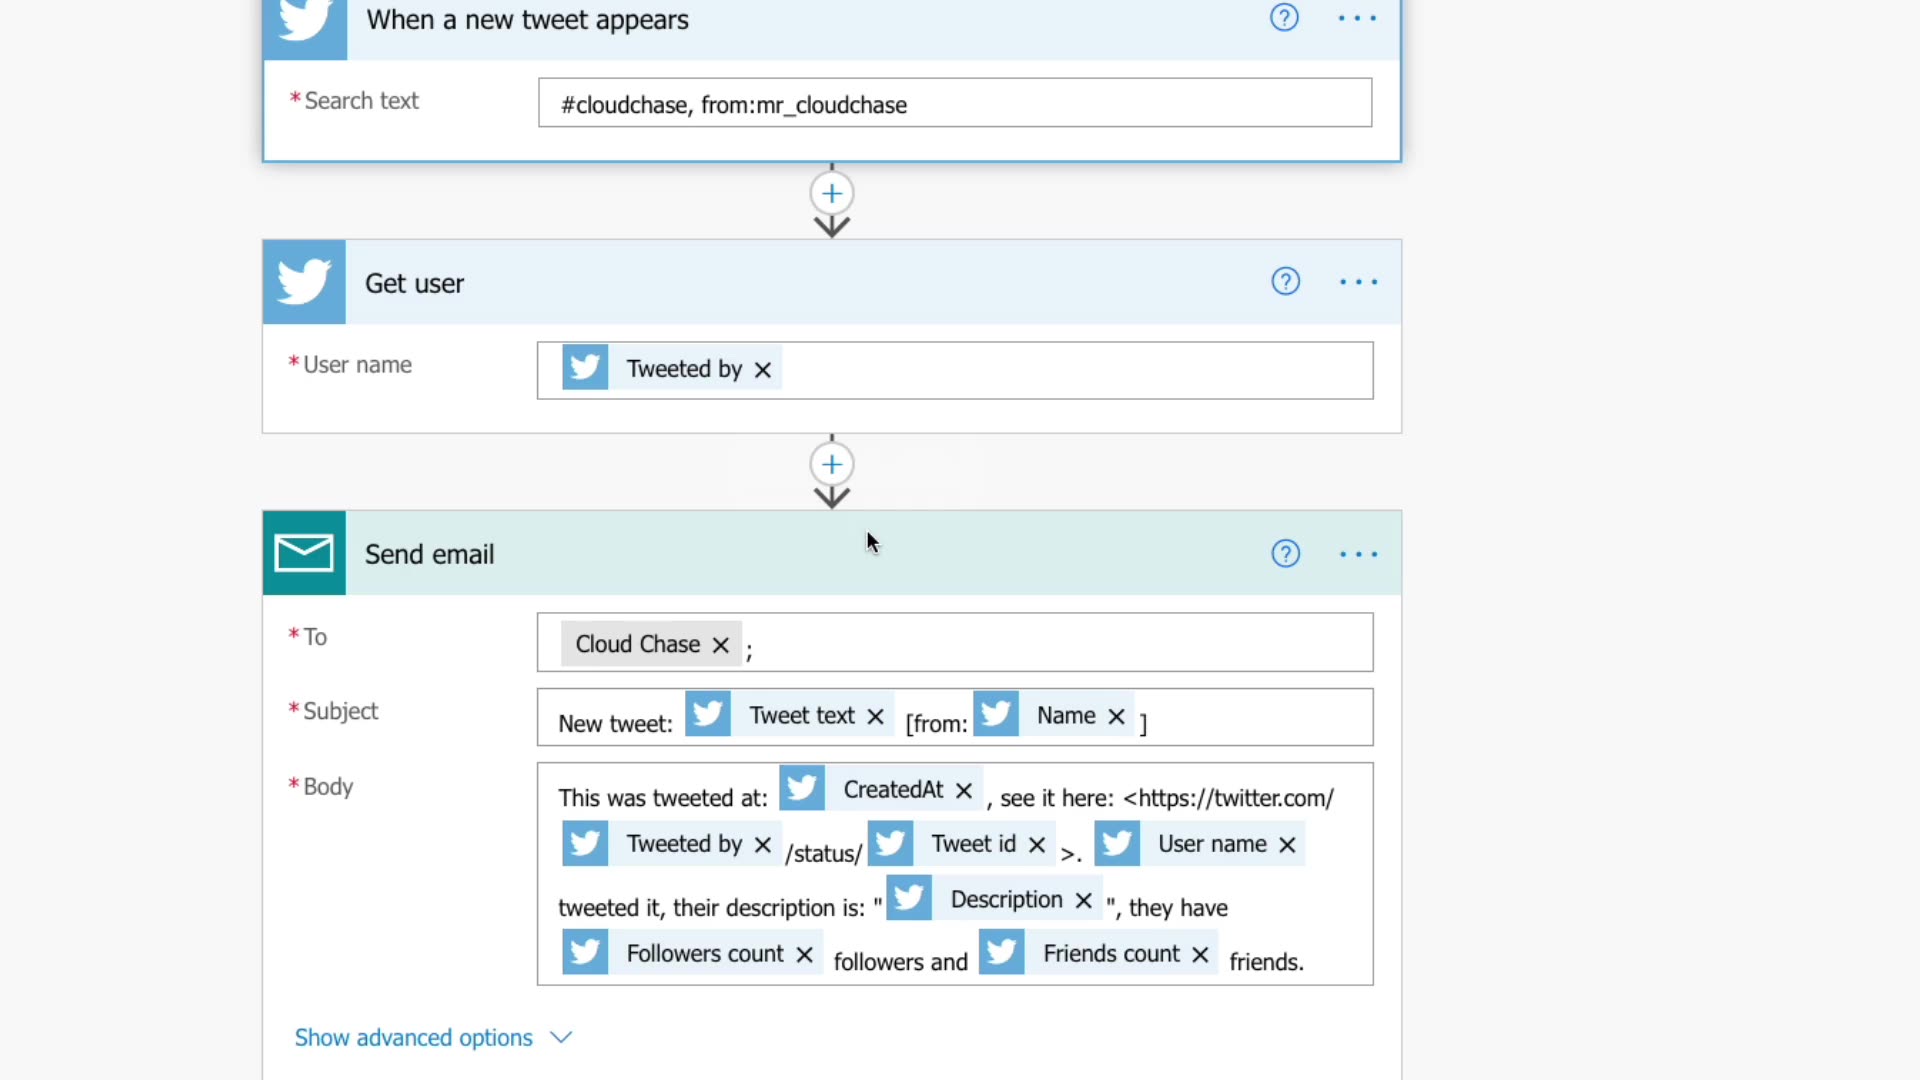 When a new tweet appears
? ...
*Search text
#cloudchase, from:mr_cloudchase
+
Get user
? ...
*User name
Tweeted by ×
+
Send email
? ...
*To
Cloud Chase × ;
*Subject
New tweet: Tweet text × [from: Name × ]
*Body
This was tweeted at: CreatedAt × , see it here: <https://twitter.com/
Tweeted by × /status/ Tweet id × >. User name ×
tweeted it, their description is: " Description × ", they have
Followers count × followers and Friends count × friends.
Show advanced options